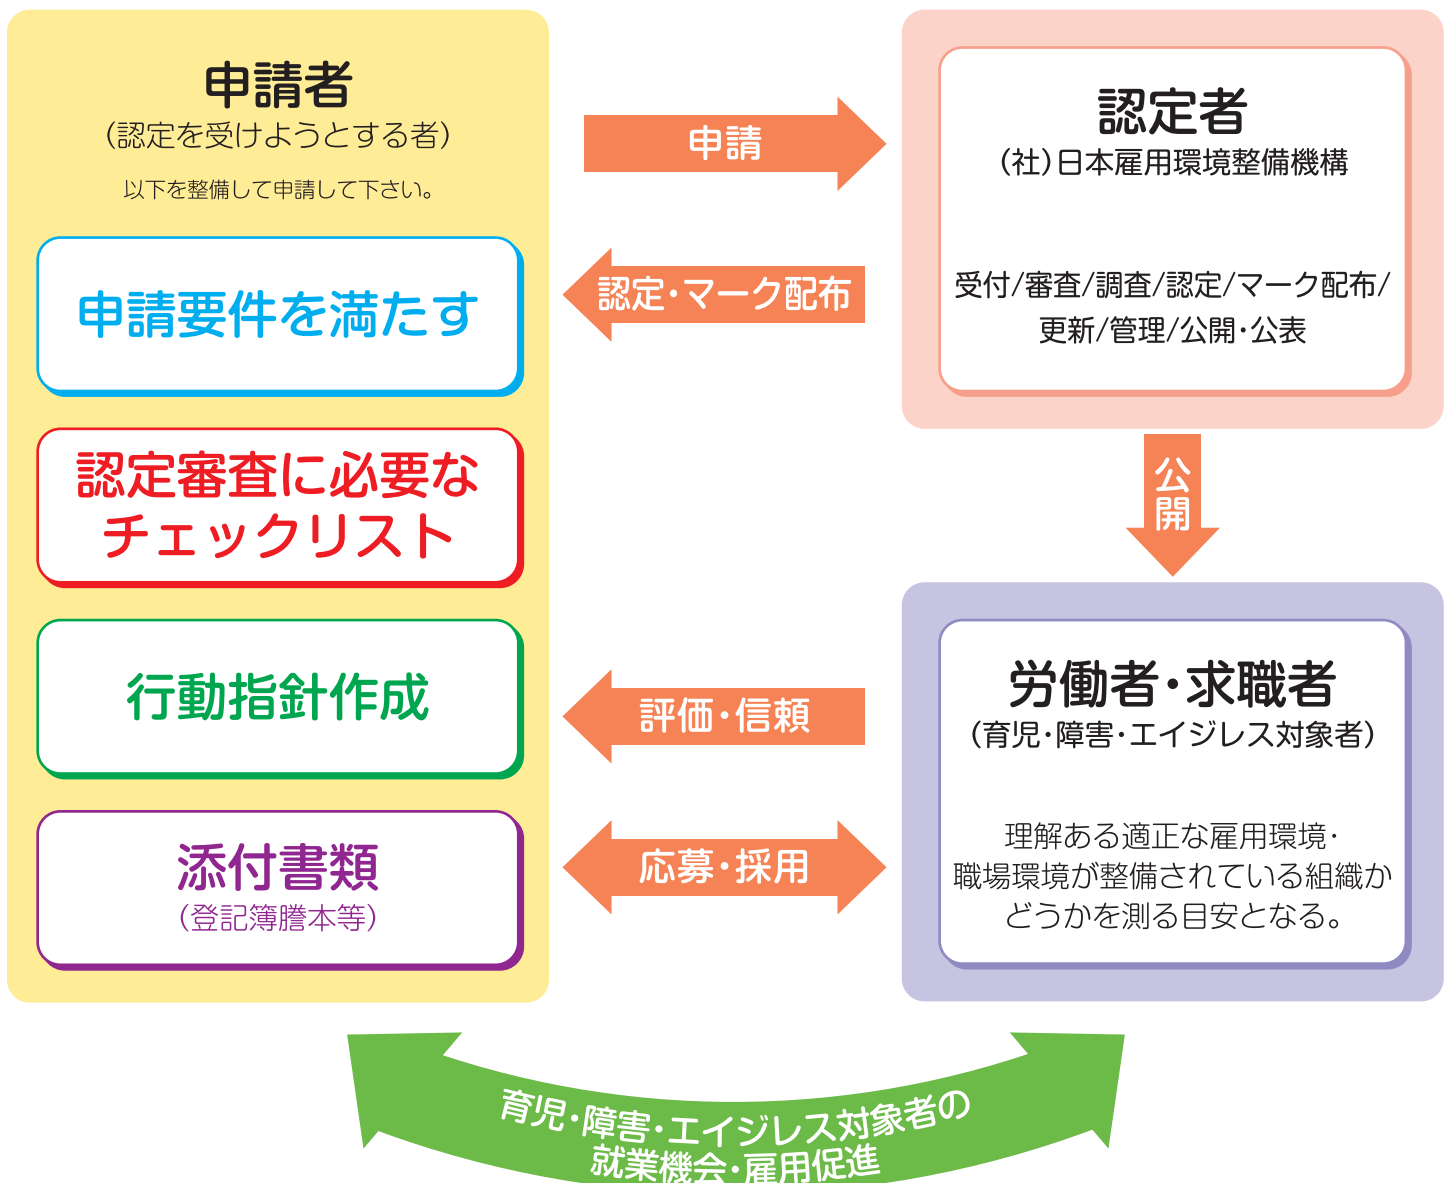 申請者
（認定を受けようとする者）
以下を整備して申請して下さい。
申請要件を満たす
認定審査に必要な
チェックリスト
行動指針作成
添付書類
（登記簿謄本等）
申請
認定・マーク配布
認定者
（社）日本雇用環境整備機構
受付/審査/調査/認定/マーク配布/
更新/管理/公開・公表
公開
評価・信頼
応募・採用
労働者・求職者
（育児・障害・エイジレス対象者）
理解ある適正な雇用環境・
職場環境が整備されている組織か
どうかを測る目安となる。
育児・障害・エイジレス対象者の
就業機会・雇用促進